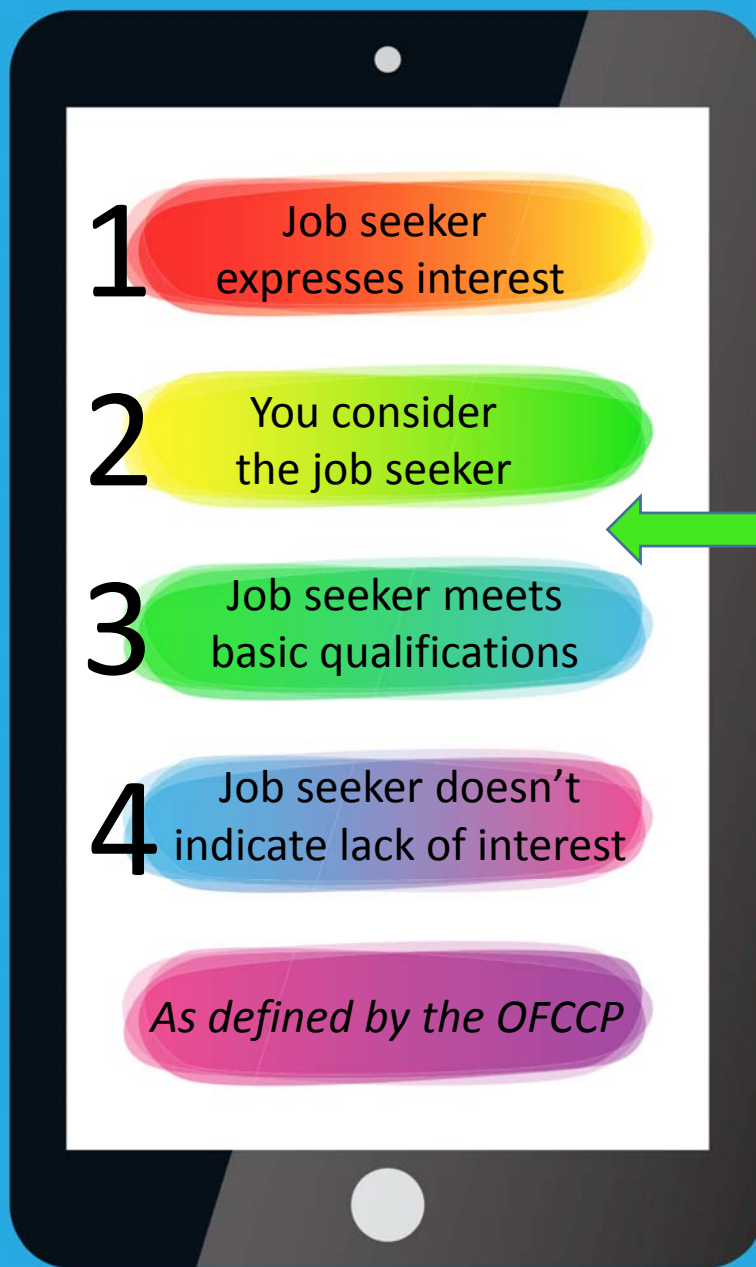 1
Job seeker
expresses interest
2
You consider
the job seeker
3
Job seeker meets
basic qualifications
4
Job seeker doesn’t
indicate lack of interest
As defined by the OFCCP